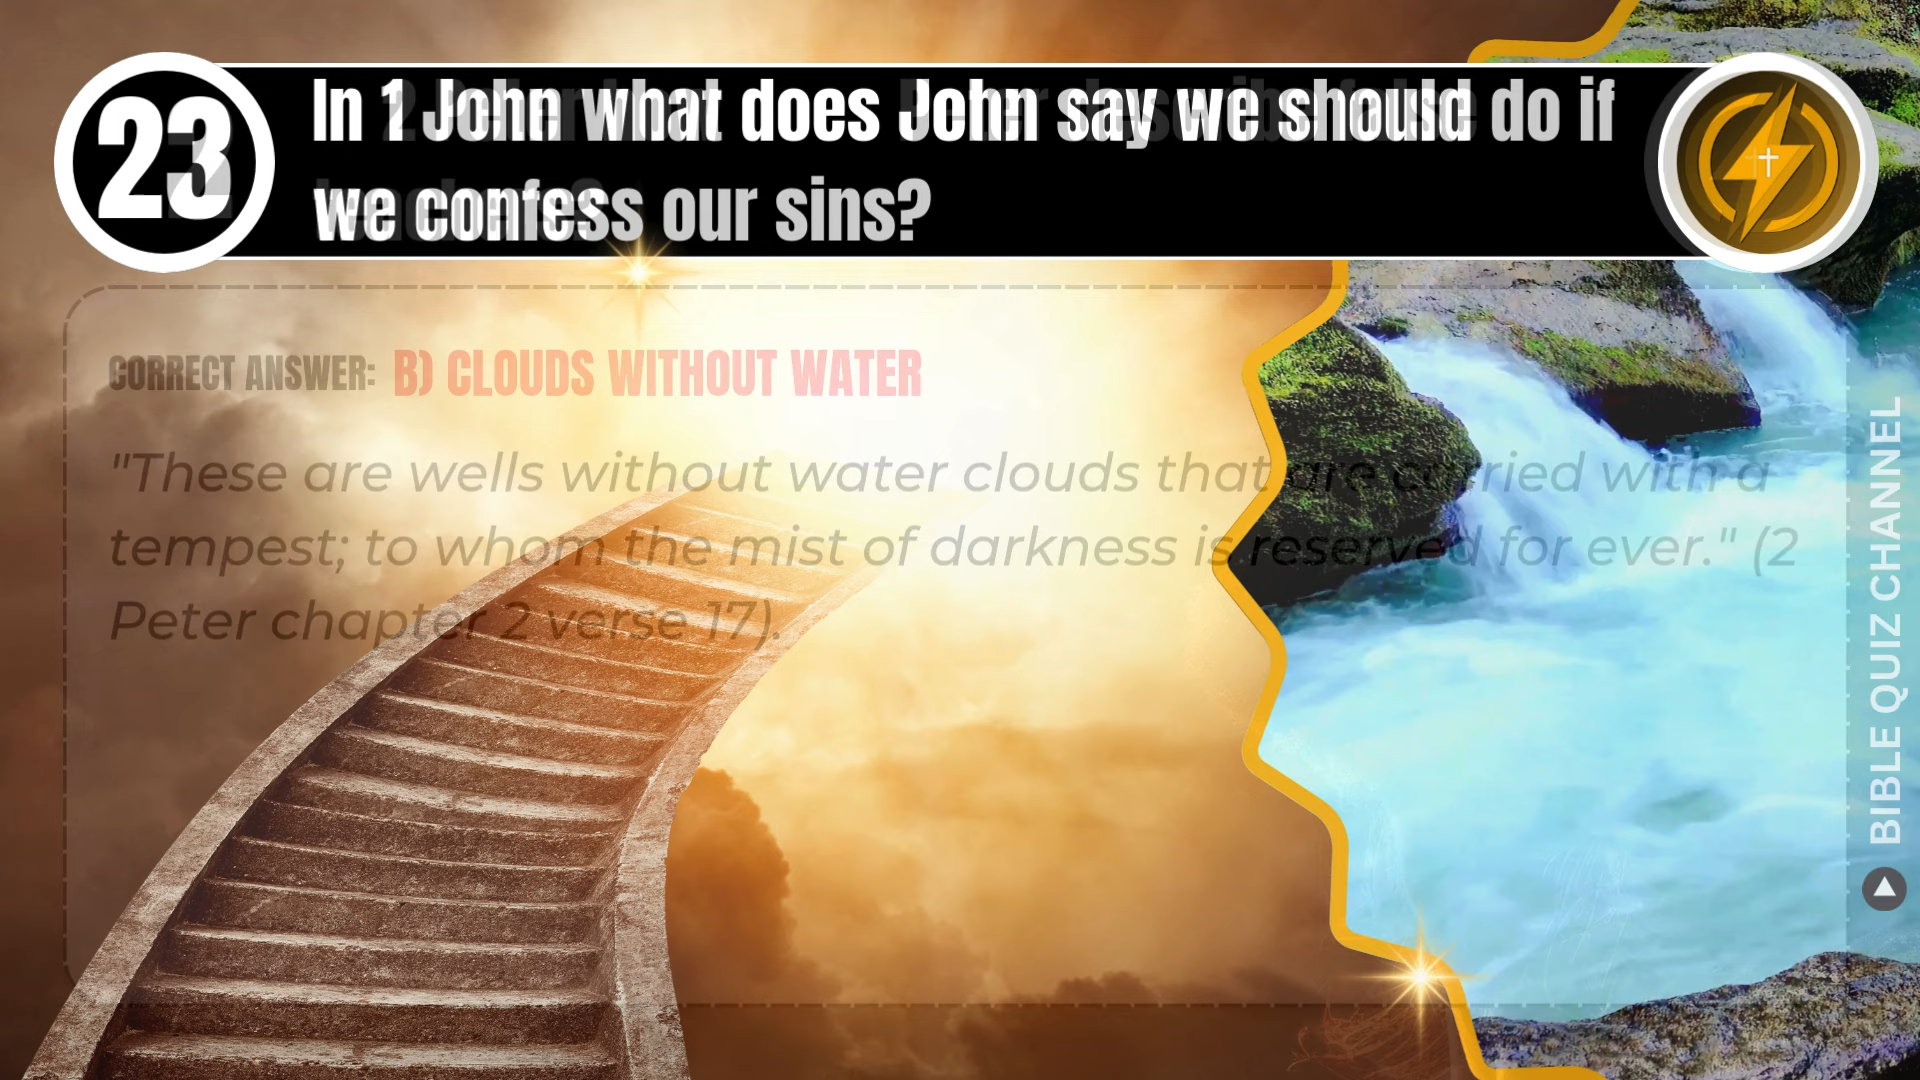 23
In 1 John what does John say we should do if
we confess our sins?
CORRECT ANSWER: B) CLOUDS WITHOUT WATER
"These are wells without water clouds that are carried with a
tempest; to whom the mist of darkness is reserved for ever." (2
Peter chapter 2 verse 17).
BIBLE QUIZ CHANNEL